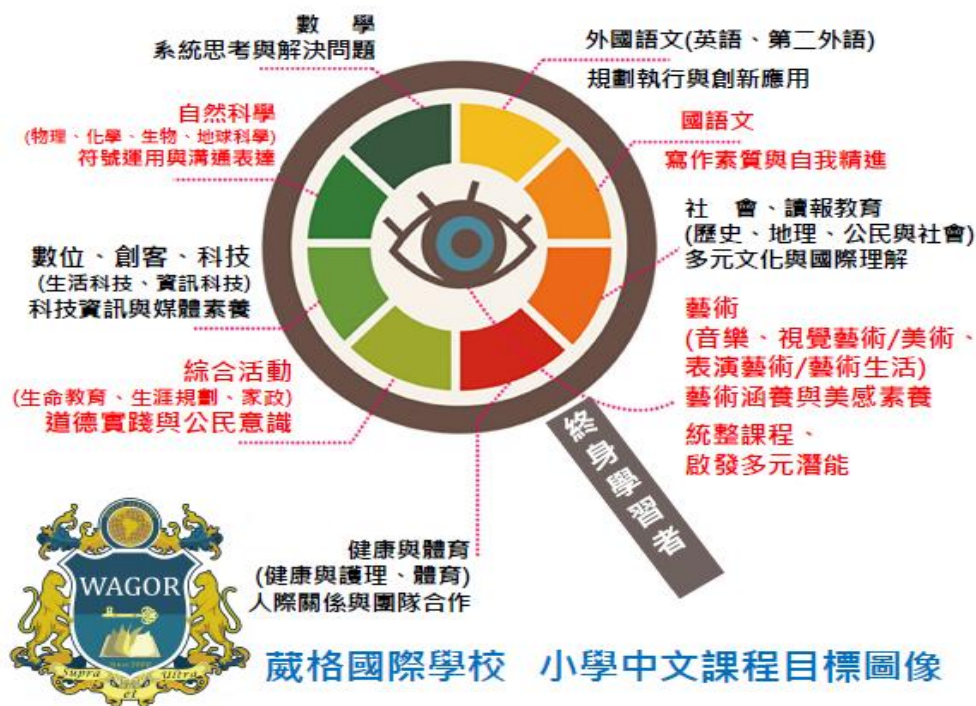 數 學
系統思考與解決問題
外國語文(英語、第二外語)
規劃執行與創新應用
自然科學
(物理、化學、生物、地球科學)
符號運用與溝通表達
國語文
寫作素質與自我精進
社 會、讀報教育
(歷史、地理、公民與社會)
多元文化與國際理解
數位、創客、科技
(生活科技、資訊科技)
科技資訊與媒體素養
藝術
(音樂、視覺藝術/美術、
表演藝術/藝術生活)
藝術涵養與美感素養
綜合活動
(生命教育、生涯規劃、家政)
道德實踐與公民意識
統整課程、
啟發多元潛能
終身學習者
健康與體育
(健康與護理、體育)
人際關係與團隊合作
WAGOR
Supra et Ultra
葳格國際學校 小學中文課程目標圖像